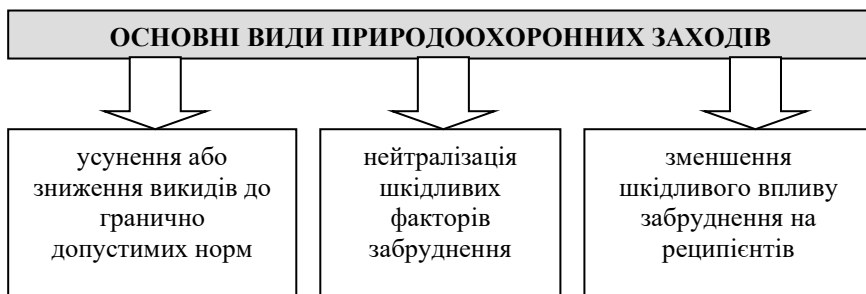 ОСНОВНІ ВИДИ ПРИРОДООХОРОННИХ ЗАХОДІВ
усунення або
зниження викидів до
гранично
допустимих норм
нейтралізація
шкідливих
факторів
забруднення
зменшення
шкідливого впливу
забруднення на
реципієнтів